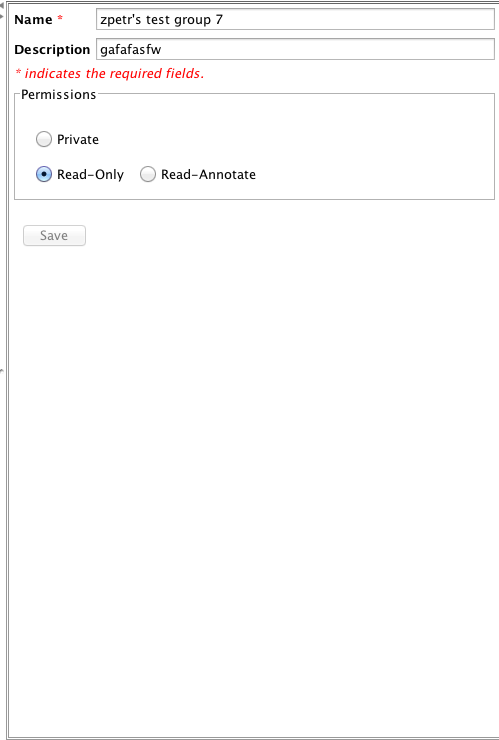 Name * zpetr's test group 7
Description gafafasfw
* indicates the required fields.
Permissions
Private
Read-Only Read-Annotate
Save